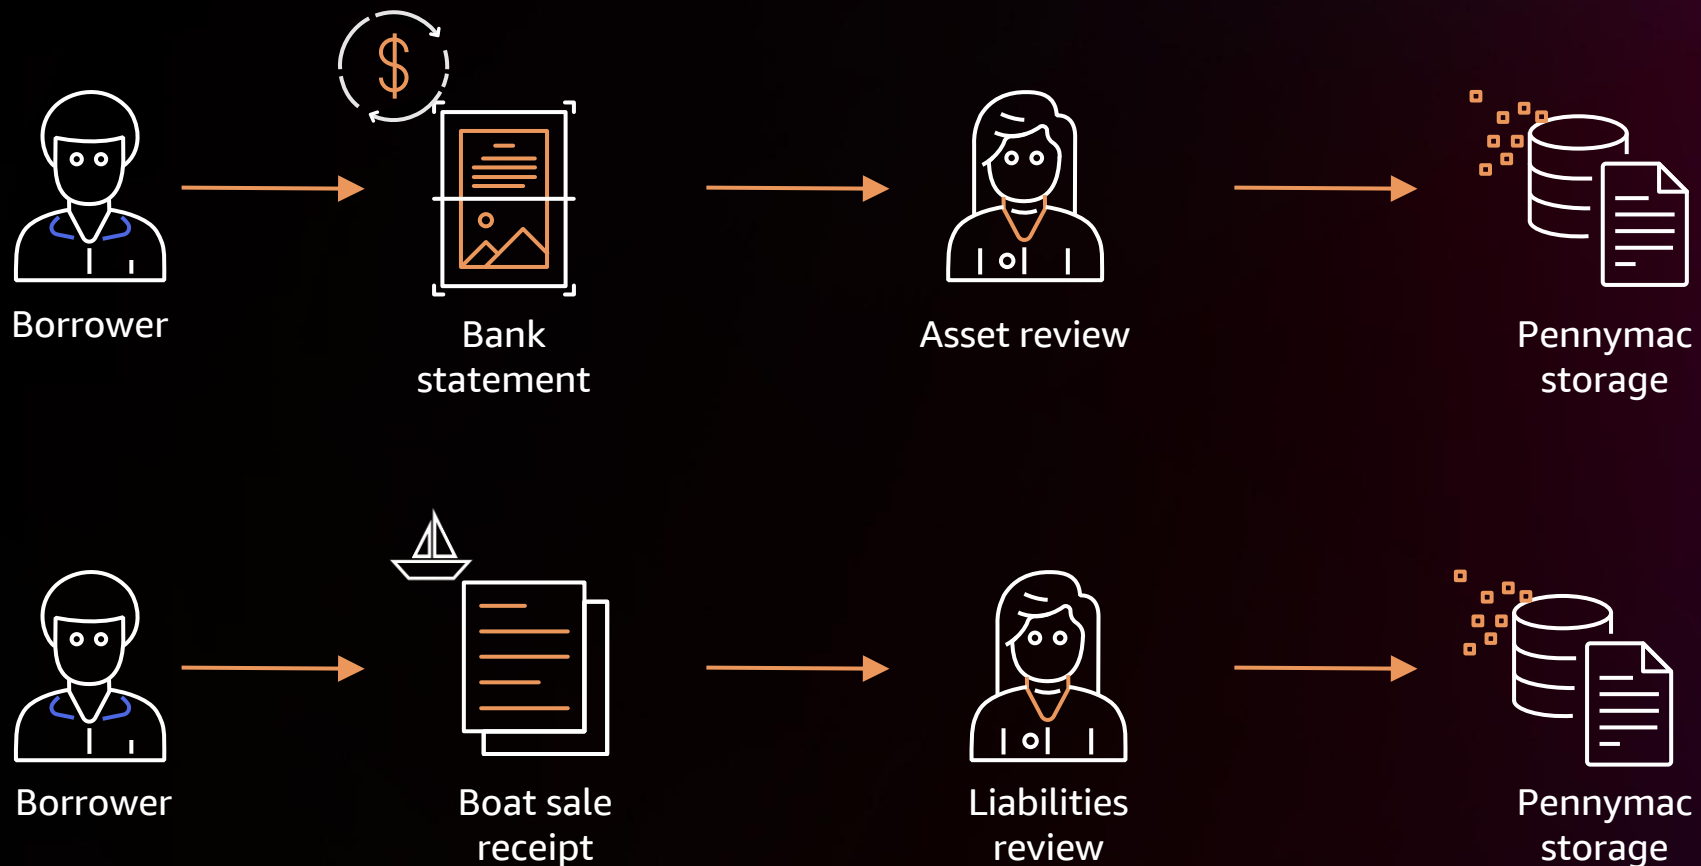 $
Borrower
Bank
statement
Asset review
Pennymac
storage
Borrower
Boat sale
receipt
Liabilities
review
Pennymac
storage